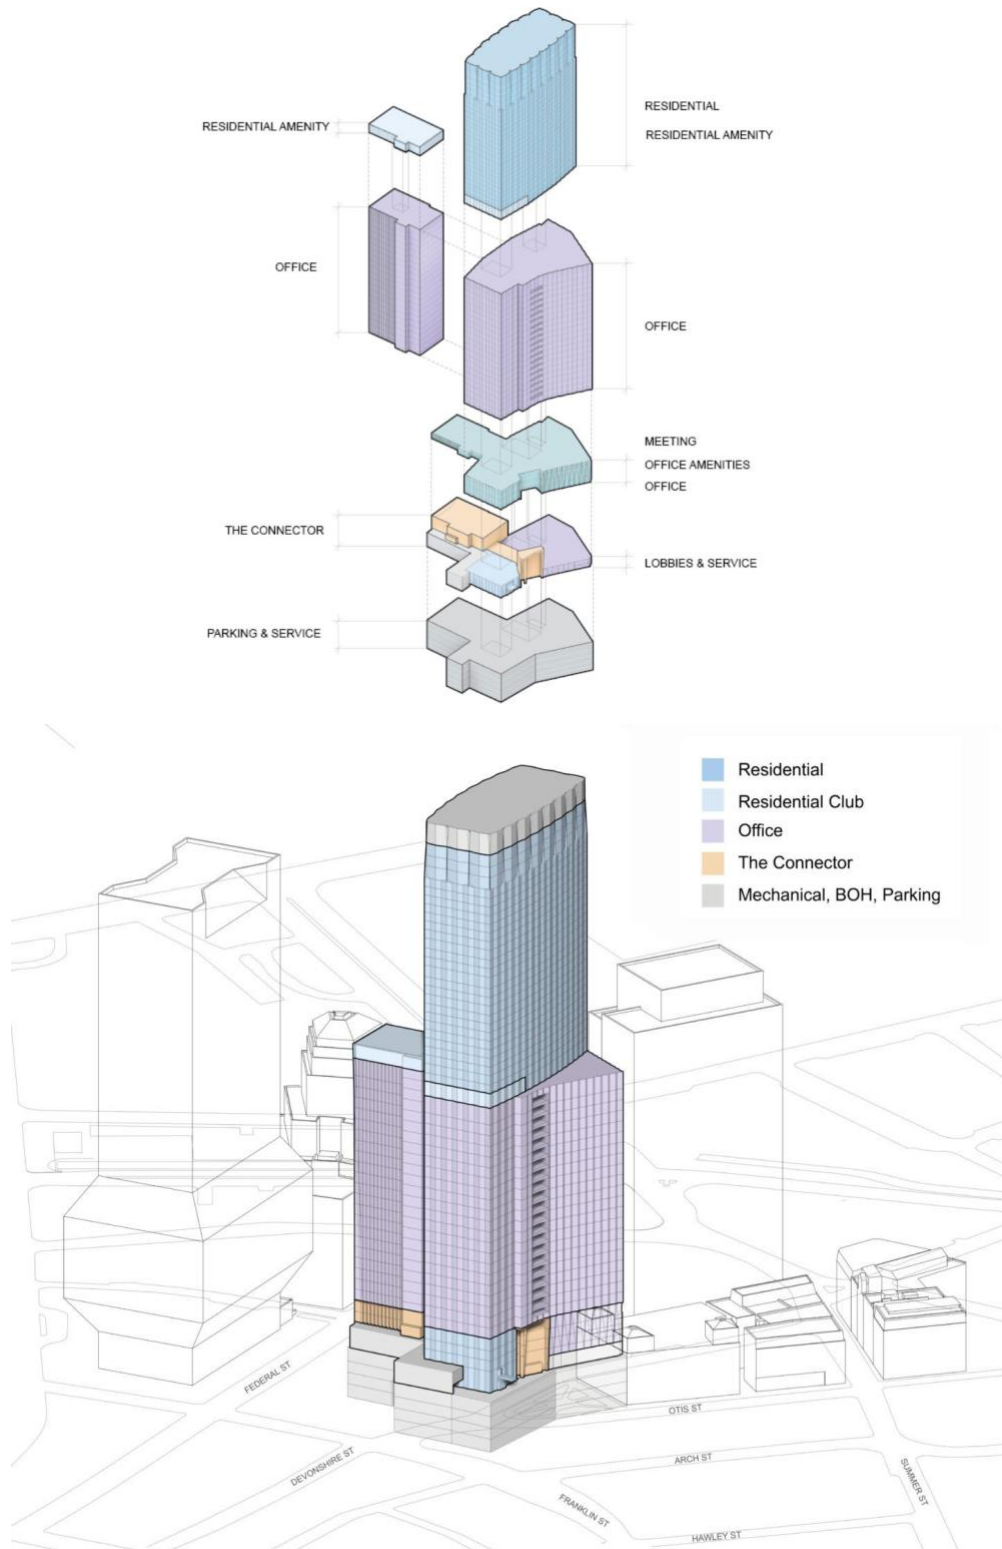 RESIDENTIAL
RESIDENTIAL AMENITY
RESIDENTIAL AMENITY
OFFICE
OFFICE
MEETING
OFFICE AMENITIES
OFFICE
THE CONNECTOR
LOBBIES & SERVICE
PARKING & SERVICE
Residential
Residential Club
Office
The Connector
Mechanical, BOH, Parking
FEDERAL ST
OTIS ST
DEVONSHIRE ST
ARCH ST
SUMMER ST
FRANKLIN ST
HAWLEY ST